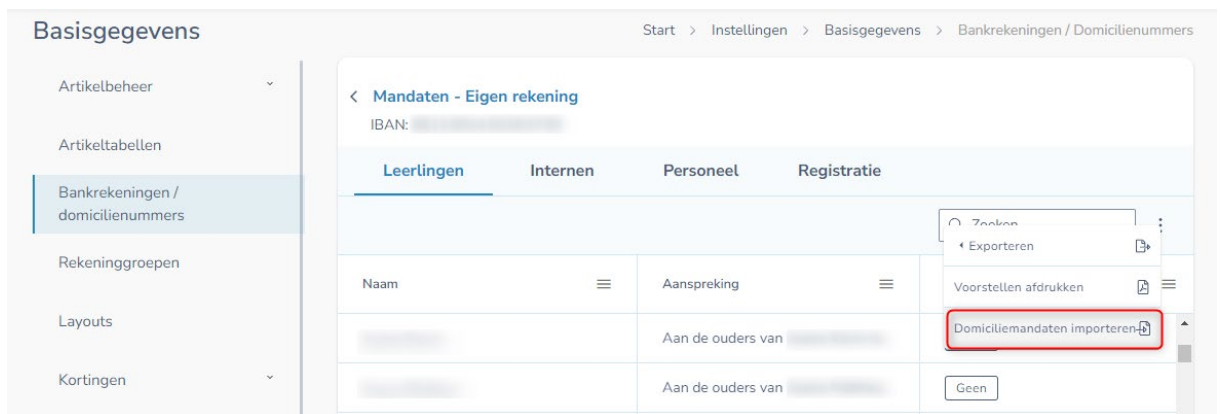 Basisgegevens
Start > Instellingen > Basisgegevens > Bankrekeningen / Domicilienummers
Artikelbeheer
Artikeltabellen
Bankrekeningen /
domicilienummers
Rekeninggroepen
Layouts
Kortingen
< Mandaten - Eigen rekening
IBAN:
Leerlingen Internen Personeel Registratie
Zoeken
Exporteren
Voorstellen afdrukken
Domiciliemandaten importeren
Naam Aanspreking
Aan de ouders van
Aan de ouders van
Geen